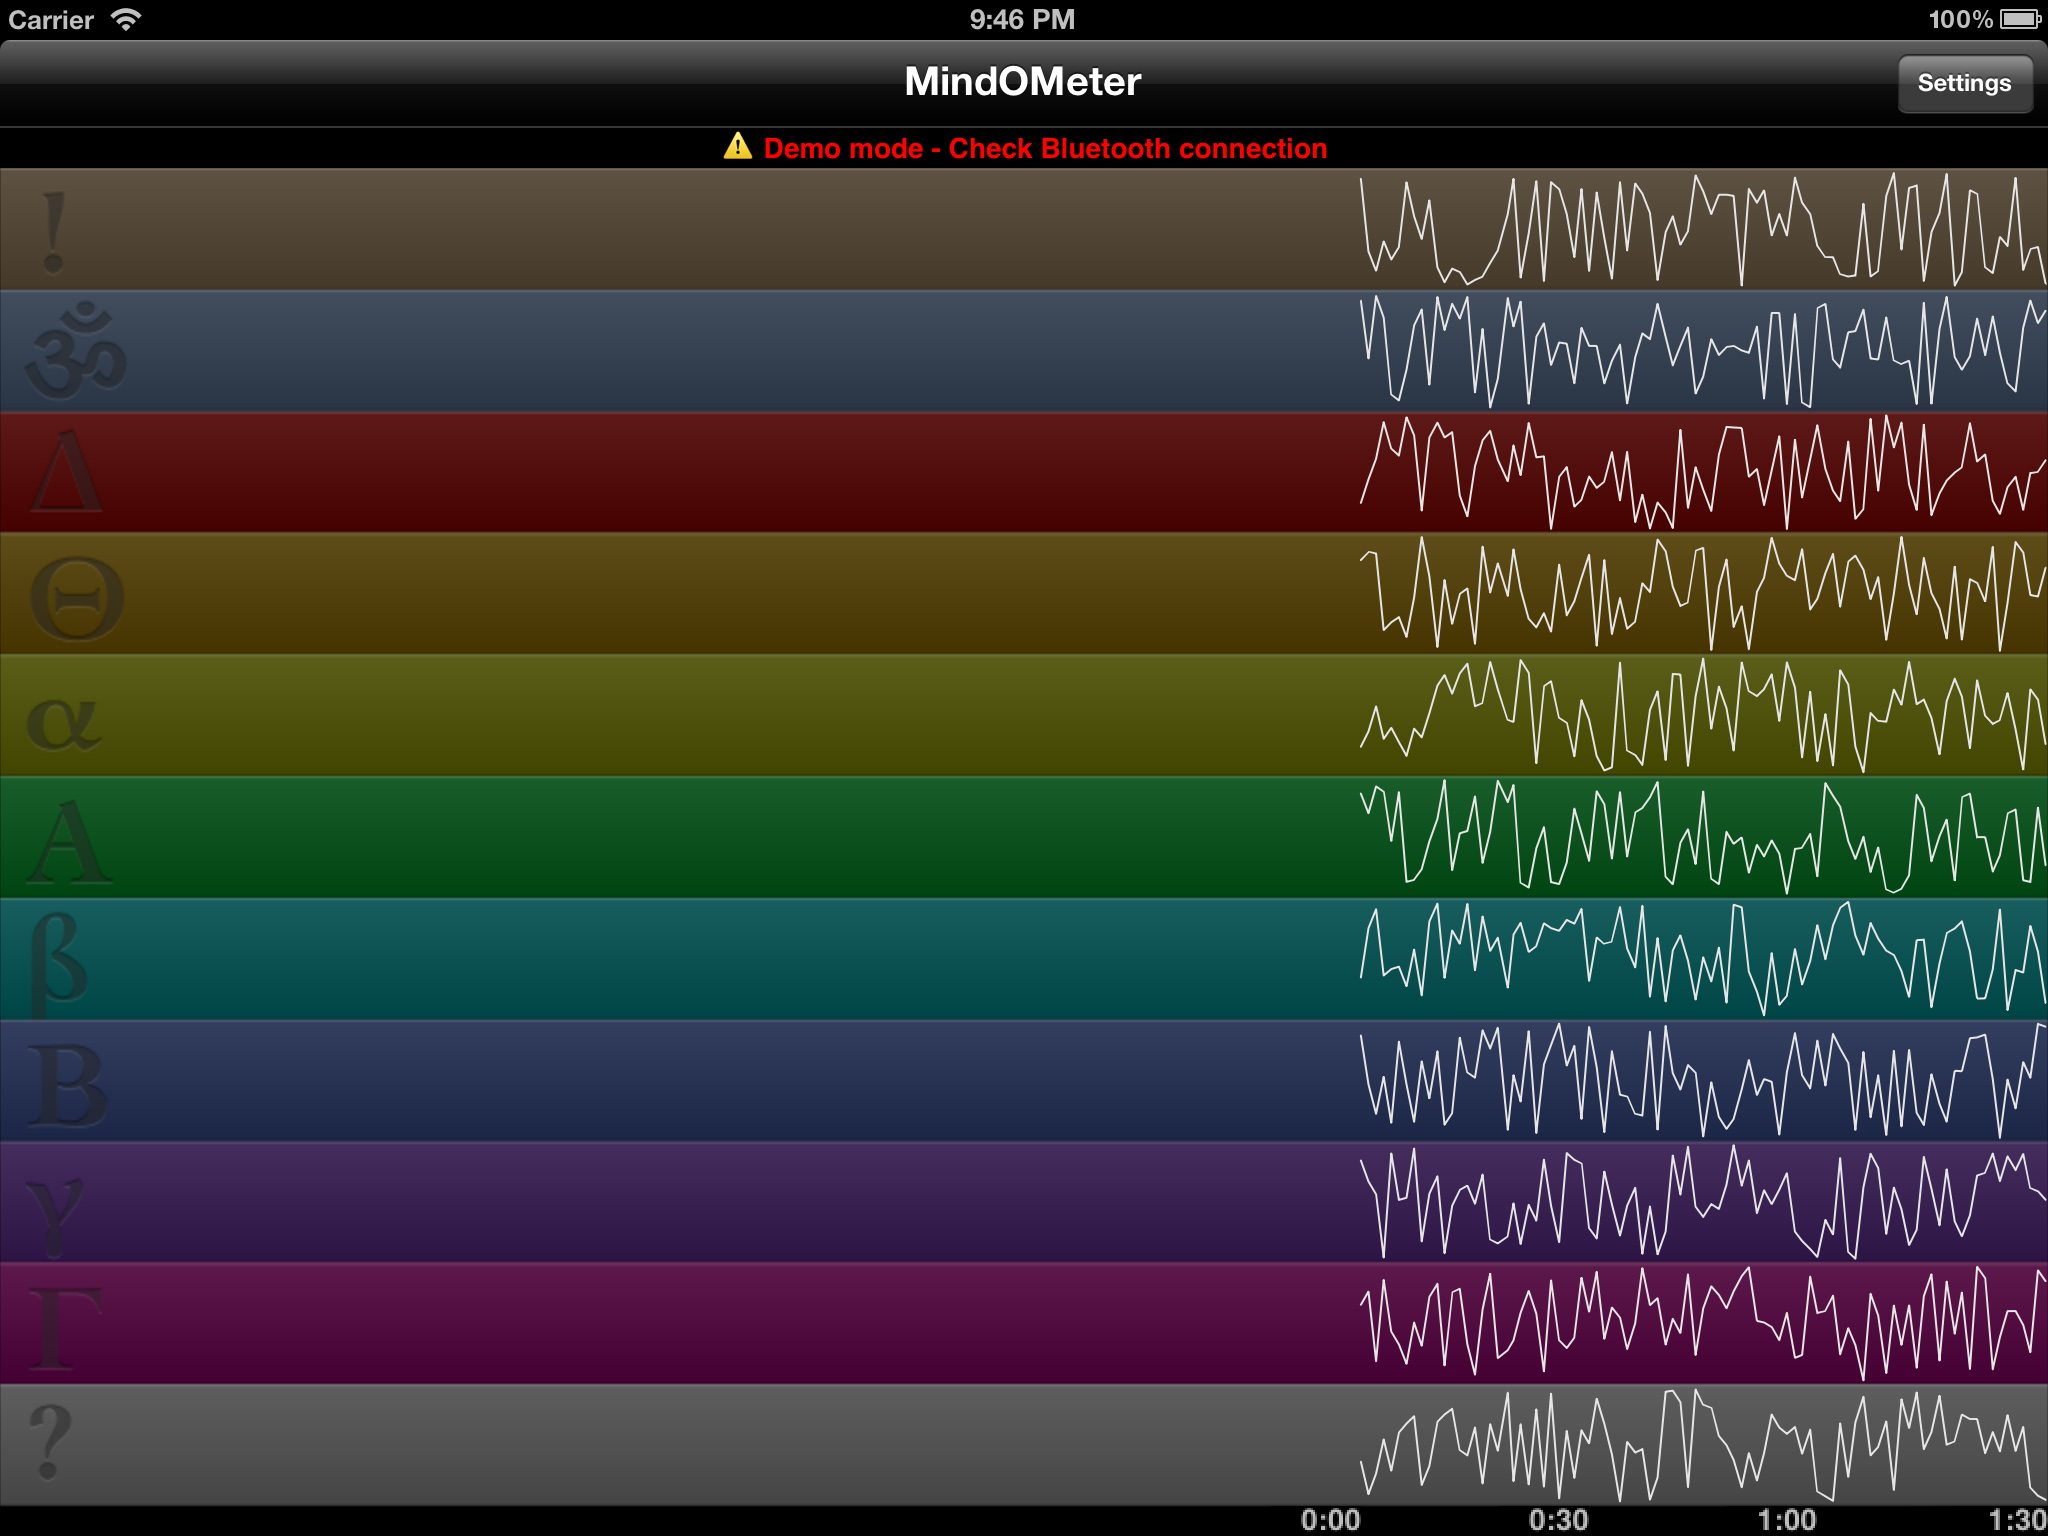 Carrier 9:46 PM 100%
MindOMeter Settings
Demo mode - Check Bluetooth connection
!
ॐ
Δ
Θ
α
Α
β
Β
γ
Γ
?
0:00 0:30 1:00 1:30